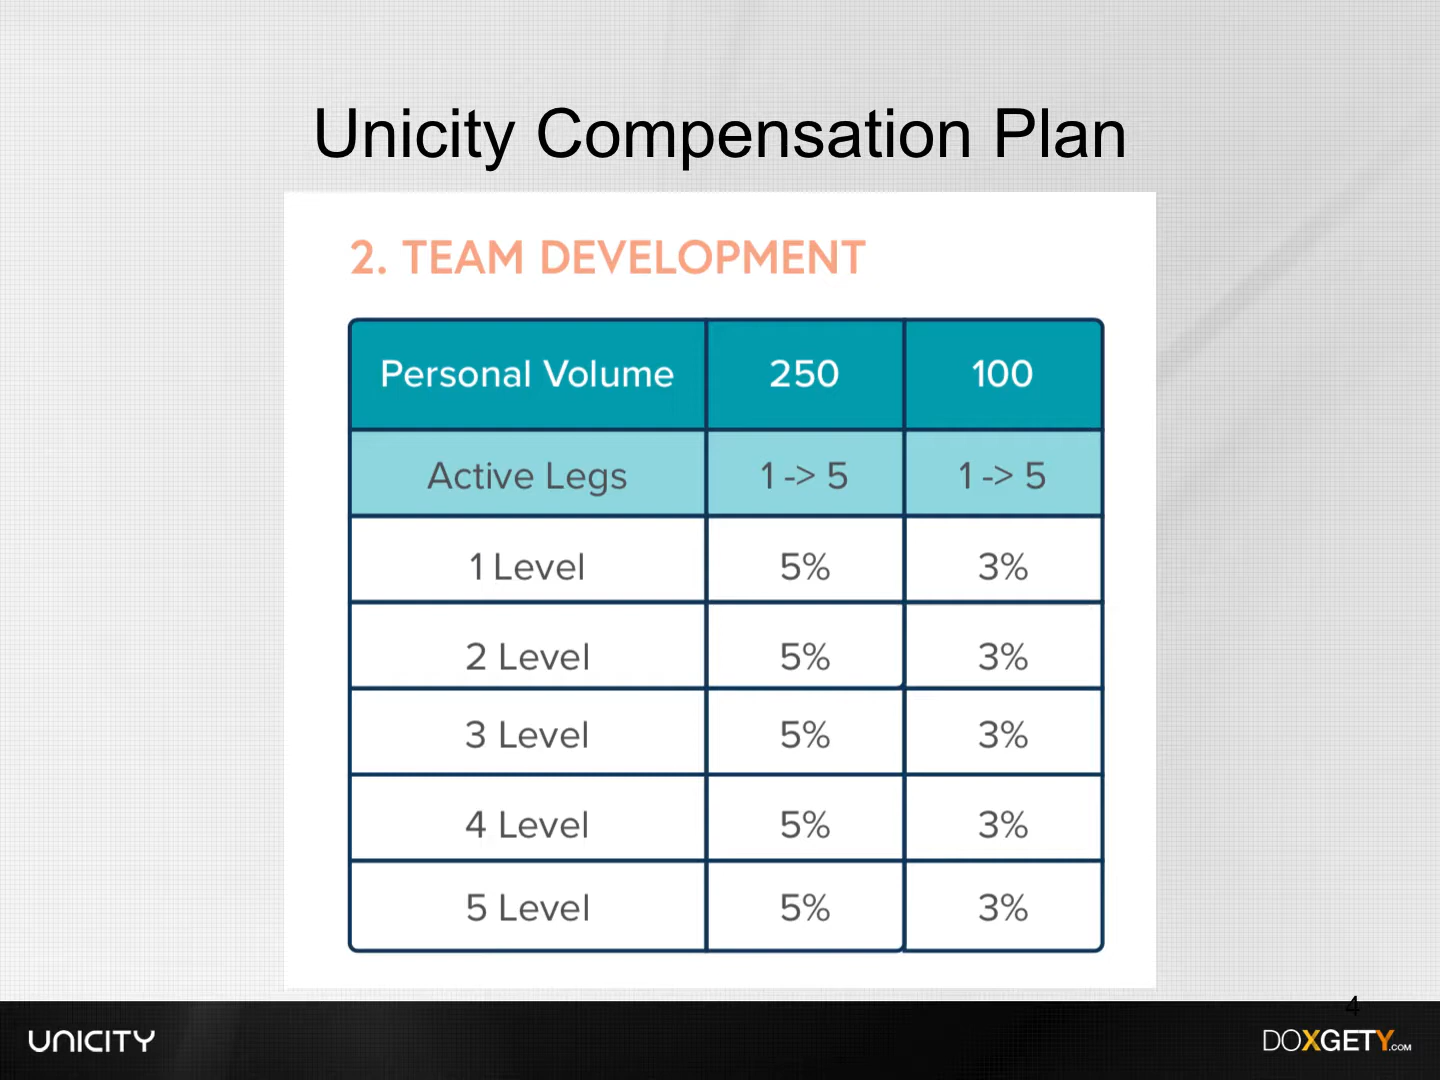 Unicity Compensation Plan
2. TEAM DEVELOPMENT
Personal Volume 250 100
Active Legs 1 -> 5 1 -> 5
1 Level 5% 3%
2 Level 5% 3%
3 Level 5% 3%
4 Level 5% 3%
5 Level 5% 3%
4
UNICITY
DOXGETY.COM